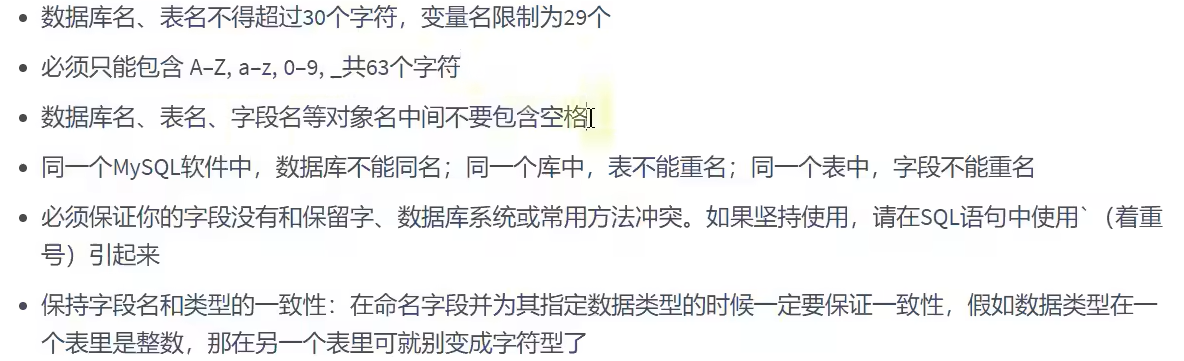 • 数据库名、表名不得超过30个字符，变量名限制为29个
• 必须只能包含 A–Z, a–z, 0–9, _共63个字符
• 数据库名、表名、字段名等对象名中间不要包含空格
• 同一个MySQL软件中，数据库不能同名；同一个库中，表不能重名；同一个表中，字段不能重名
• 必须保证你的字段没有和保留字、数据库系统或常用方法冲突。如果坚持使用，请在SQL语句中使用`（着重
号）引起来
• 保持字段名和类型的一致性：在命名字段并为其指定数据类型的时候一定要保证一致性，假如数据类型在一
个表里是整数，那在另一个表里可就别变成字符型了